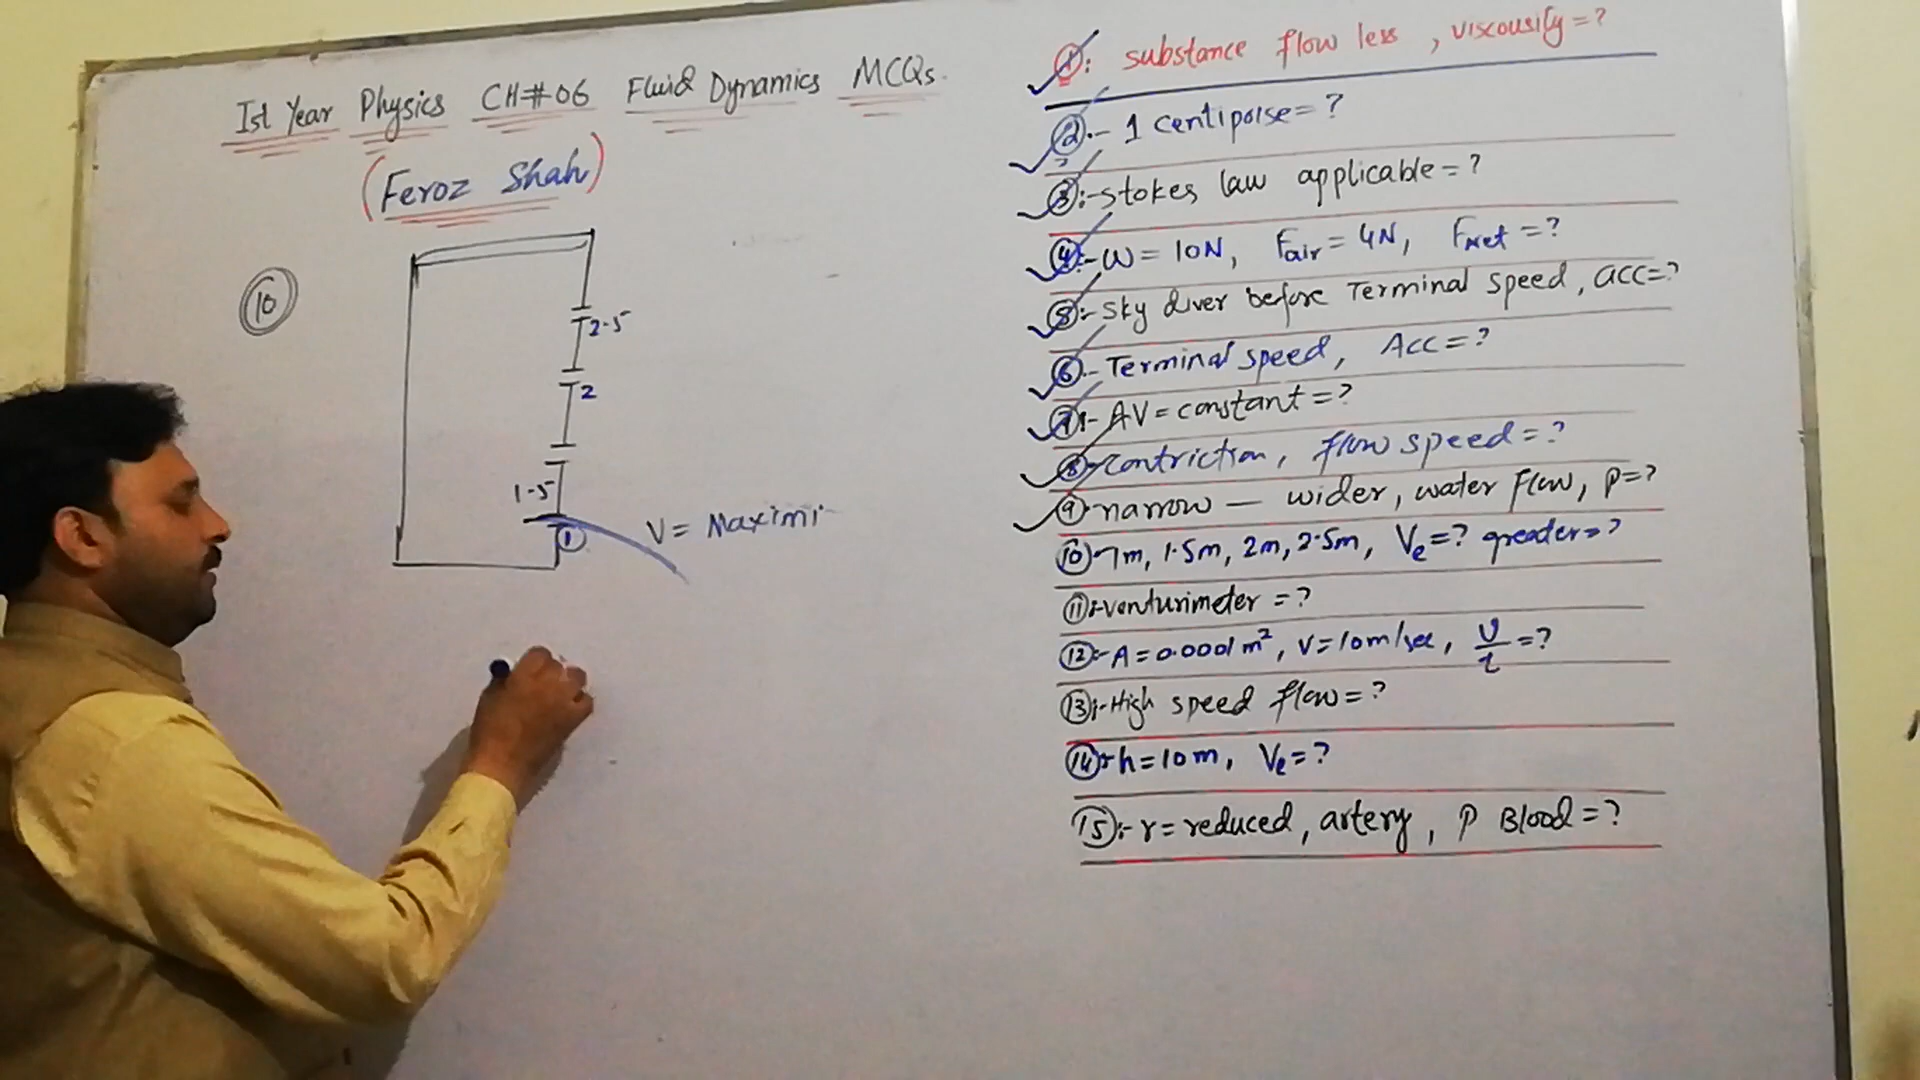 Ist Year Physics CH#06 Fluid Dynamics MCQs.
(Feroz Shah)
10
2.5
2
1-5
1
V = Maximi
1: substance flow less, viscousity=?
2:- 1 centipoise=?
3:- stokes law applicable=?
4:- W = 10N, Fair = 4N, FNet =?
5:- Sky diver before Terminal speed, acc=?
6:- Terminal speed, Acc=?
7:- AV = constant=?
8:- contriction, flow speed=?
9:- narrow — wider, water flow, P=?
10:- 1m, 1.5m, 2m, 2.5m, Ve=? greater=?
11:- venturimeter =?
12:- A = 0.0001 m², V=10m/sec, V/t =?
13:- High speed flow=?
14:- h=10m, Ve=?
15:- r=reduced, artery, P Blood=?